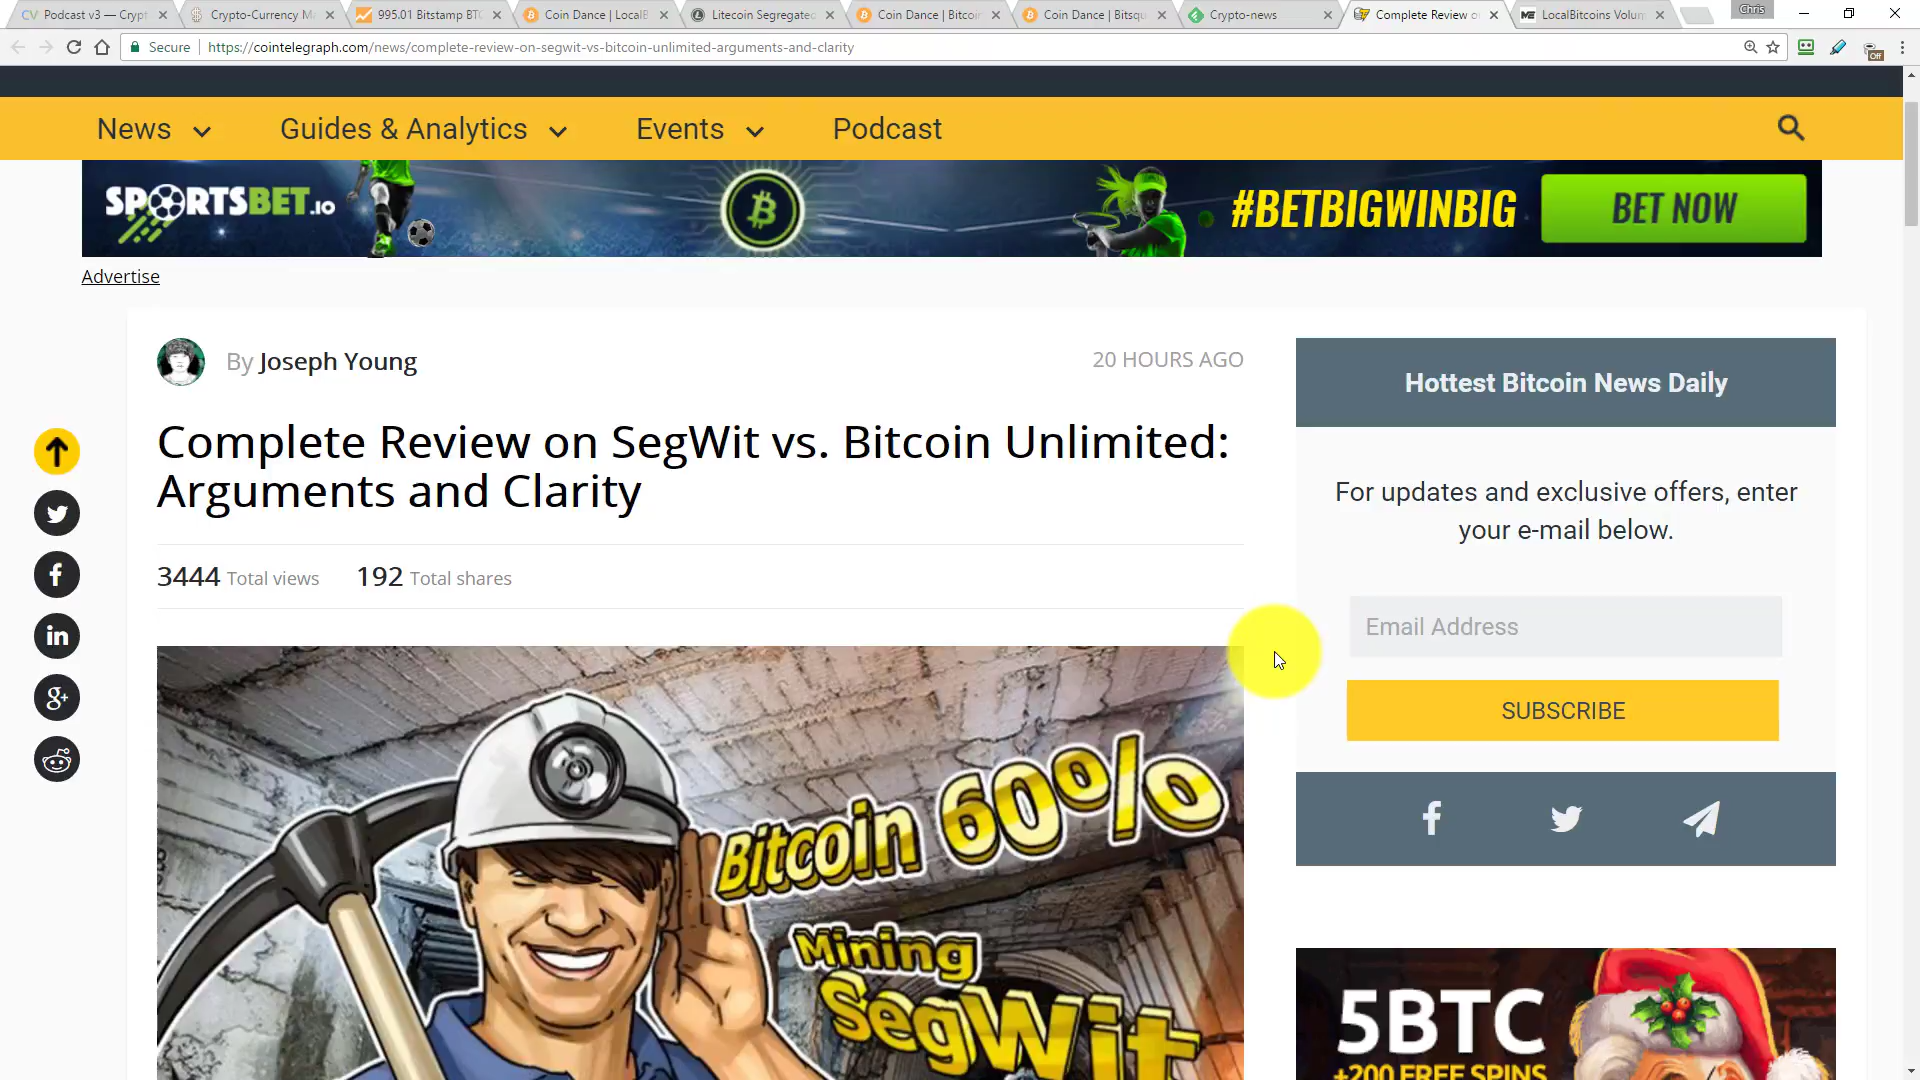 CV Podcast v3 — Crypt
Crypto-Currency M
995.01 Bitstamp BTC
Coin Dance | LocalB
Litecoin Segregated
Coin Dance | Bitcoin
Coin Dance | Bitsqu
Crypto-news
Complete Review o
LocalBitcoins Volum
Chris
Secure https://cointelegraph.com/news/complete-review-on-segwit-vs-bitcoin-unlimited-arguments-and-clarity
Off
News Guides & Analytics Events Podcast
SPORTSBET.io #BETBIGWINBIG BET NOW
Advertise
By Joseph Young 20 HOURS AGO
Complete Review on SegWit vs. Bitcoin Unlimited:
Arguments and Clarity
3444 Total views 192 Total shares
Bitcoin 60%
Mining
SegWit
Hottest Bitcoin News Daily
For updates and exclusive offers, enter
your e-mail below.
Email Address
SUBSCRIBE
5BTC
+200 FREE SPINS